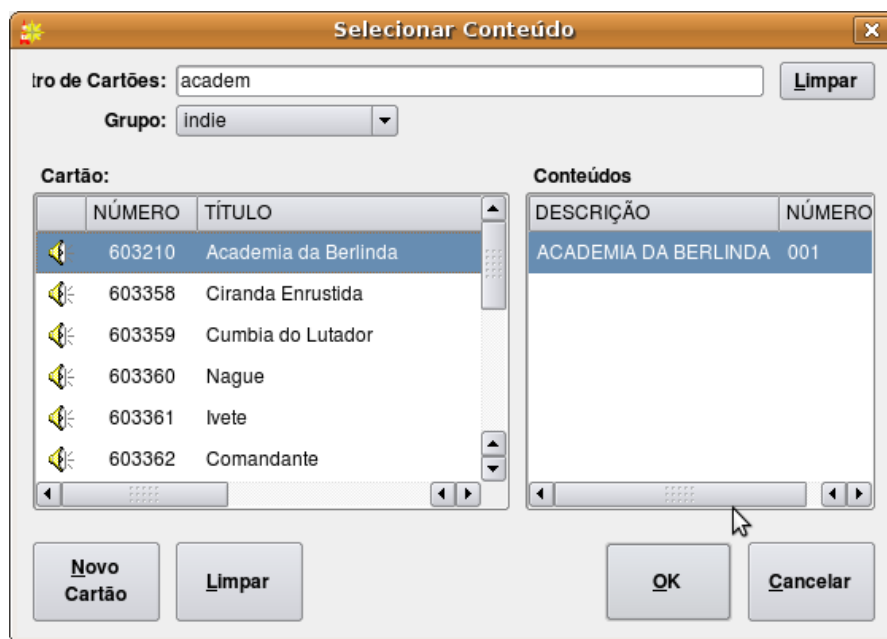 Selecionar Conteúdo
tro de Cartões: academ Limpar
Grupo: indie
Cartão:
NÚMERO TÍTULO
603210 Academia da Berlinda
603358 Ciranda Enrustida
603359 Cumbia do Lutador
603360 Nague
603361 Ivete
603362 Comandante
Conteúdos
DESCRIÇÃO NÚMERO
ACADEMIA DA BERLINDA 001
Novo
Cartão
Limpar
OK
Cancelar